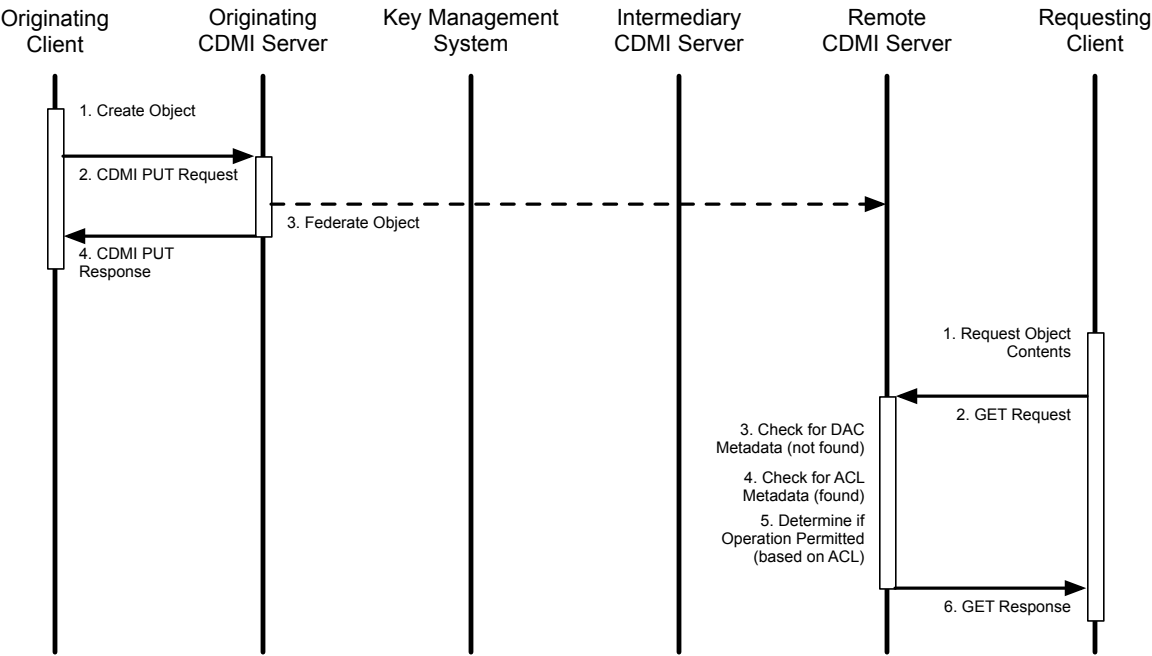 Originating
Client
Originating
CDMI Server
Key Management
System
Intermediary
CDMI Server
Remote
CDMI Server
Requesting
Client
1. Create Object
2. CDMI PUT Request
3. Federate Object
4. CDMI PUT
Response
1. Request Object
Contents
2. GET Request
3. Check for DAC
Metadata (not found)
4. Check for ACL
Metadata (found)
5. Determine if
Operation Permitted
(based on ACL)
6. GET Response